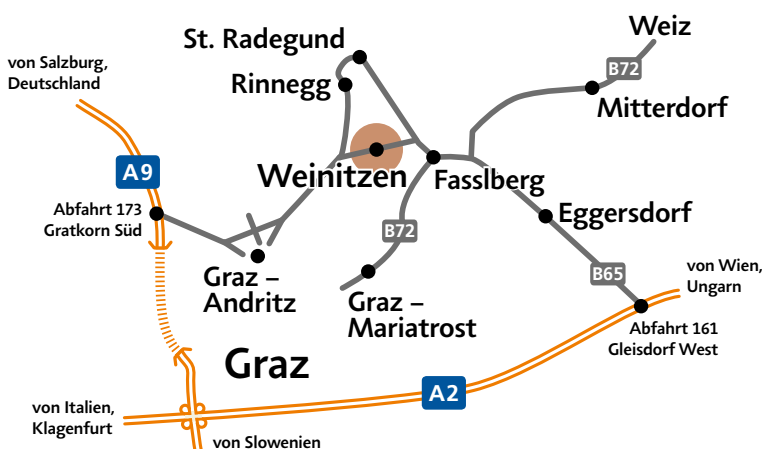 Weiz
St. Radegund
von Salzburg,
Deutschland
B72
Rinnegg
Mitterdorf
A9
Weinitzen
Fasslberg
Abfahrt 173
Gratkorn Süd
Eggersdorf
B72
Graz –
Andritz
B65
von Wien,
Ungarn
Graz –
Mariatrost
Abfahrt 161
Gleisdorf West
Graz
A2
von Italien,
Klagenfurt
von Slowenien